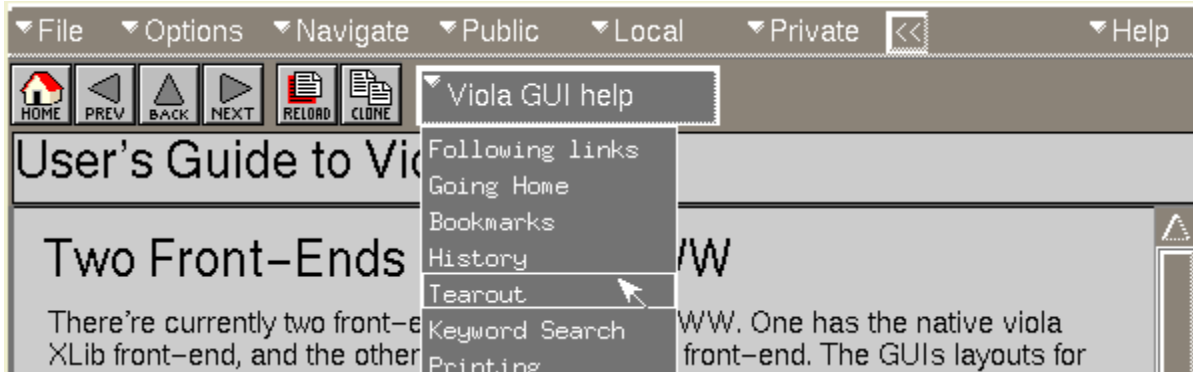 File Options Navigate Public Local Private << Help
HOME PREV BACK NEXT RELOAD CLONE
Viola GUI help
Following links
Going Home
Bookmarks
History
Tearout
Keyword Search
Printing
User's Guide to Vi
Two Front-Ends WW
There're currently two front-e WW. One has the native viola
XLib front-end, and the other front-end. The GUIs layouts for